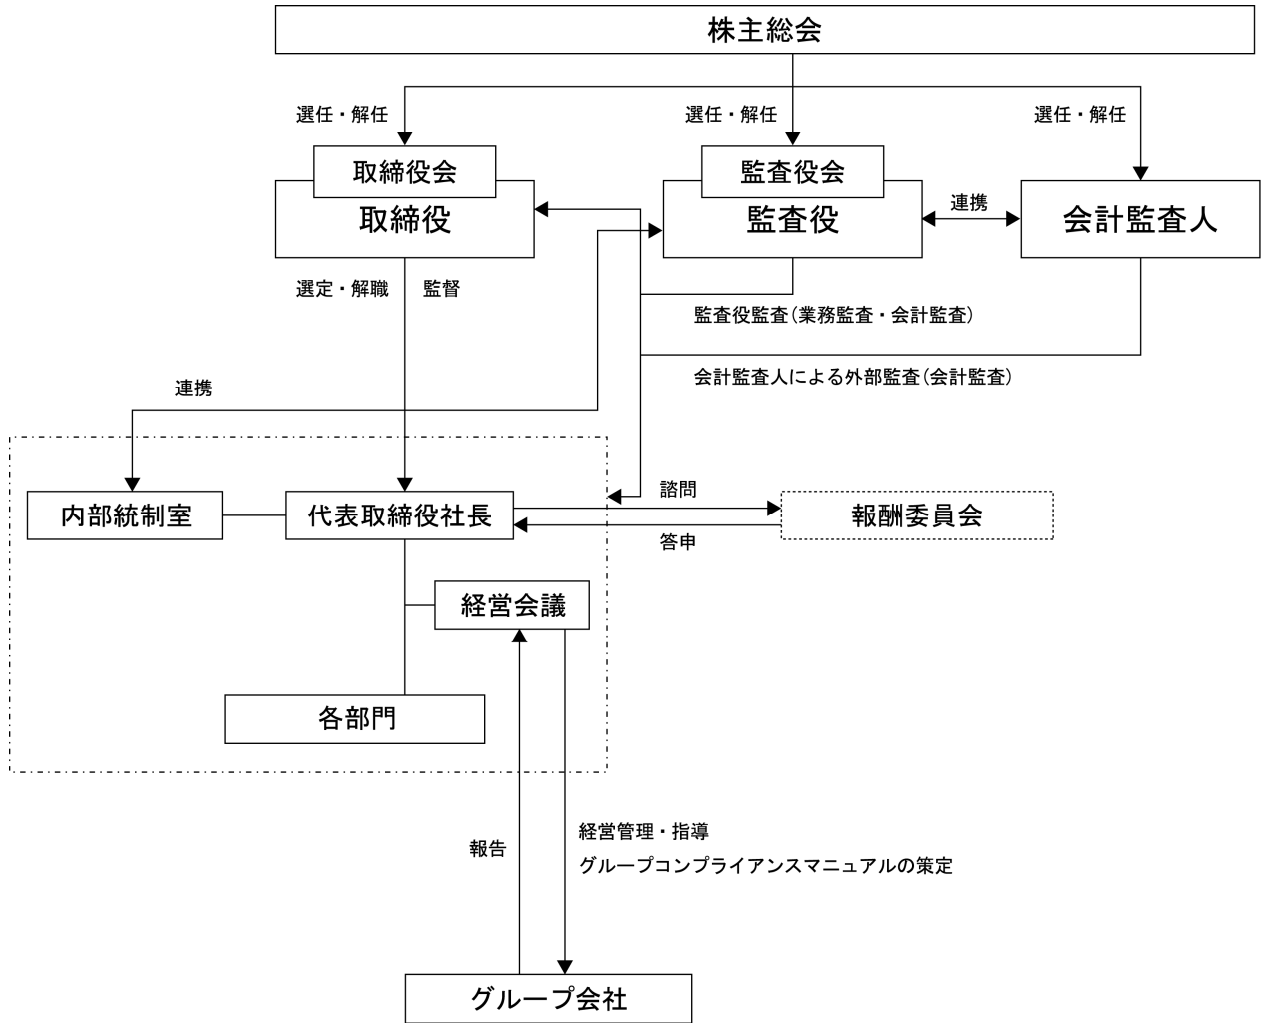 株主総会
選任・解任
選任・解任
選任・解任
取締役会
取締役
監査役会
監査役
連携
会計監査人
選定・解職
監督
監査役監査(業務監査・会計監査)
会計監査人による外部監査(会計監査)
連携
内部統制室
代表取締役社長
諮問
答申
報酬委員会
経営会議
各部門
報告
経営管理・指導
グループコンプライアンスマニュアルの策定
グループ会社